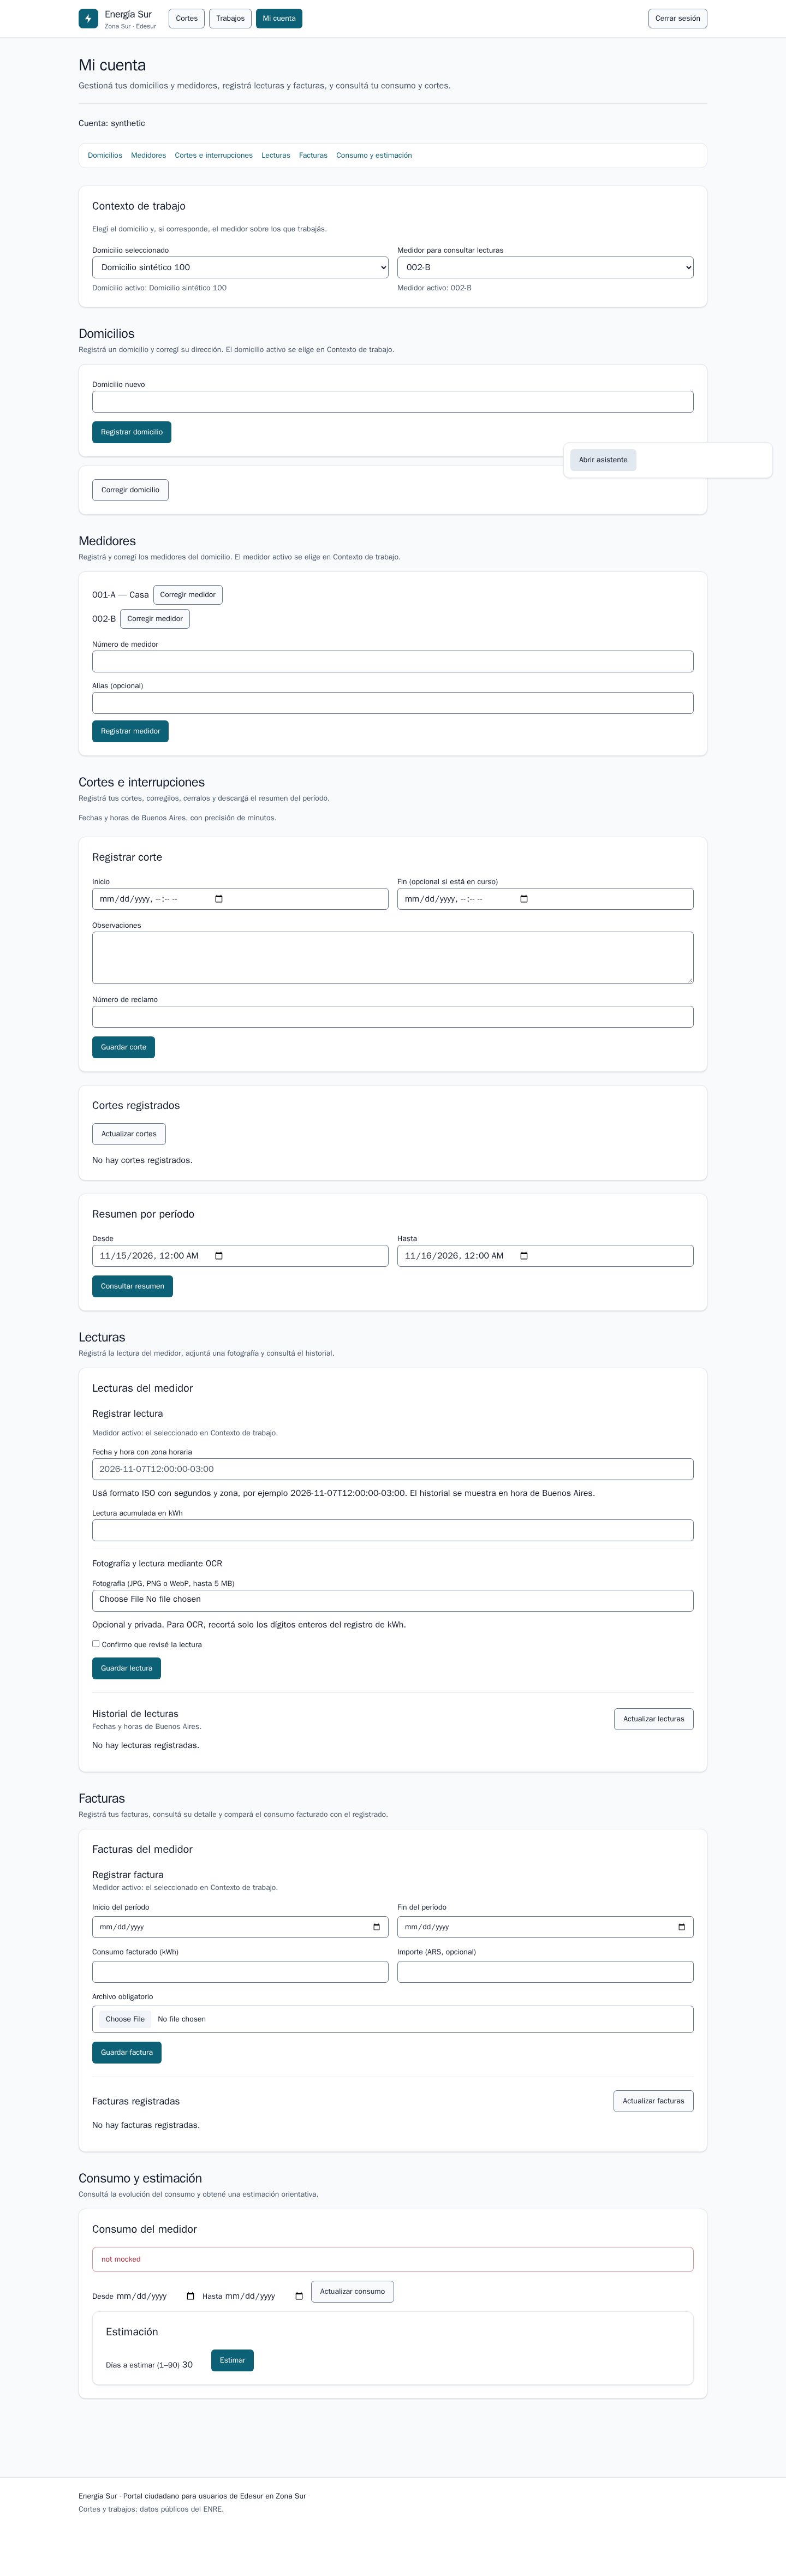 Energía Sur
Zona Sur · Edesur
Cortes
Trabajos
Mi cuenta
Cerrar sesión
Mi cuenta
Gestioná tus domicilios y medidores, registrá lecturas y facturas, y consultá tu consumo y cortes.
Cuenta: synthetic
Domicilios Medidores Cortes e interrupciones Lecturas Facturas Consumo y estimación
Contexto de trabajo
Elegí el domicilio y, si corresponde, el medidor sobre los que trabajás.
Domicilio seleccionado
Domicilio sintético 100
Domicilio activo: Domicilio sintético 100
Medidor para consultar lecturas
002-B
Medidor activo: 002-B
Domicilios
Registrá un domicilio y corregí su dirección. El domicilio activo se elige en Contexto de trabajo.
Domicilio nuevo
Registrar domicilio
Abrir asistente
Corregir domicilio
Medidores
Registrá y corregí los medidores del domicilio. El medidor activo se elige en Contexto de trabajo.
001-A — Casa Corregir medidor
002-B Corregir medidor
Número de medidor
Alias (opcional)
Registrar medidor
Cortes e interrupciones
Registrá tus cortes, corregilos, cerralos y descargá el resumen del período.
Fechas y horas de Buenos Aires, con precisión de minutos.
Registrar corte
Inicio
mm/dd/yyyy, --:-- --
Fin (opcional si está en curso)
mm/dd/yyyy, --:-- --
Observaciones
Número de reclamo
Guardar corte
Cortes registrados
Actualizar cortes
No hay cortes registrados.
Resumen por período
Desde
11/15/2026, 12:00 AM
Hasta
11/16/2026, 12:00 AM
Consultar resumen
Lecturas
Registrá la lectura del medidor, adjuntá una fotografía y consultá el historial.
Lecturas del medidor
Registrar lectura
Medidor activo: el seleccionado en Contexto de trabajo.
Fecha y hora con zona horaria
2026-11-07T12:00:00-03:00
Usá formato ISO con segundos y zona, por ejemplo 2026-11-07T12:00:00-03:00. El historial se muestra en hora de Buenos Aires.
Lectura acumulada en kWh
Fotografía y lectura mediante OCR
Fotografía (JPG, PNG o WebP, hasta 5 MB)
Choose File No file chosen
Opcional y privada. Para OCR, recortá solo los dígitos enteros del registro de kWh.
Confirmo que revisé la lectura
Guardar lectura
Historial de lecturas
Fechas y horas de Buenos Aires.
Actualizar lecturas
No hay lecturas registradas.
Facturas
Registrá tus facturas, consultá su detalle y compará el consumo facturado con el registrado.
Facturas del medidor
Registrar factura
Medidor activo: el seleccionado en Contexto de trabajo.
Inicio del período
mm/dd/yyyy
Fin del período
mm/dd/yyyy
Consumo facturado (kWh)
Importe (ARS, opcional)
Archivo obligatorio
Choose File No file chosen
Guardar factura
Facturas registradas
Actualizar facturas
No hay facturas registradas.
Consumo y estimación
Consultá la evolución del consumo y obtené una estimación orientativa.
Consumo del medidor
not mocked
Desde mm/dd/yyyy Hasta mm/dd/yyyy Actualizar consumo
Estimación
Días a estimar (1–90) 30 Estimar
Energía Sur · Portal ciudadano para usuarios de Edesur en Zona Sur
Cortes y trabajos: datos públicos del ENRE.